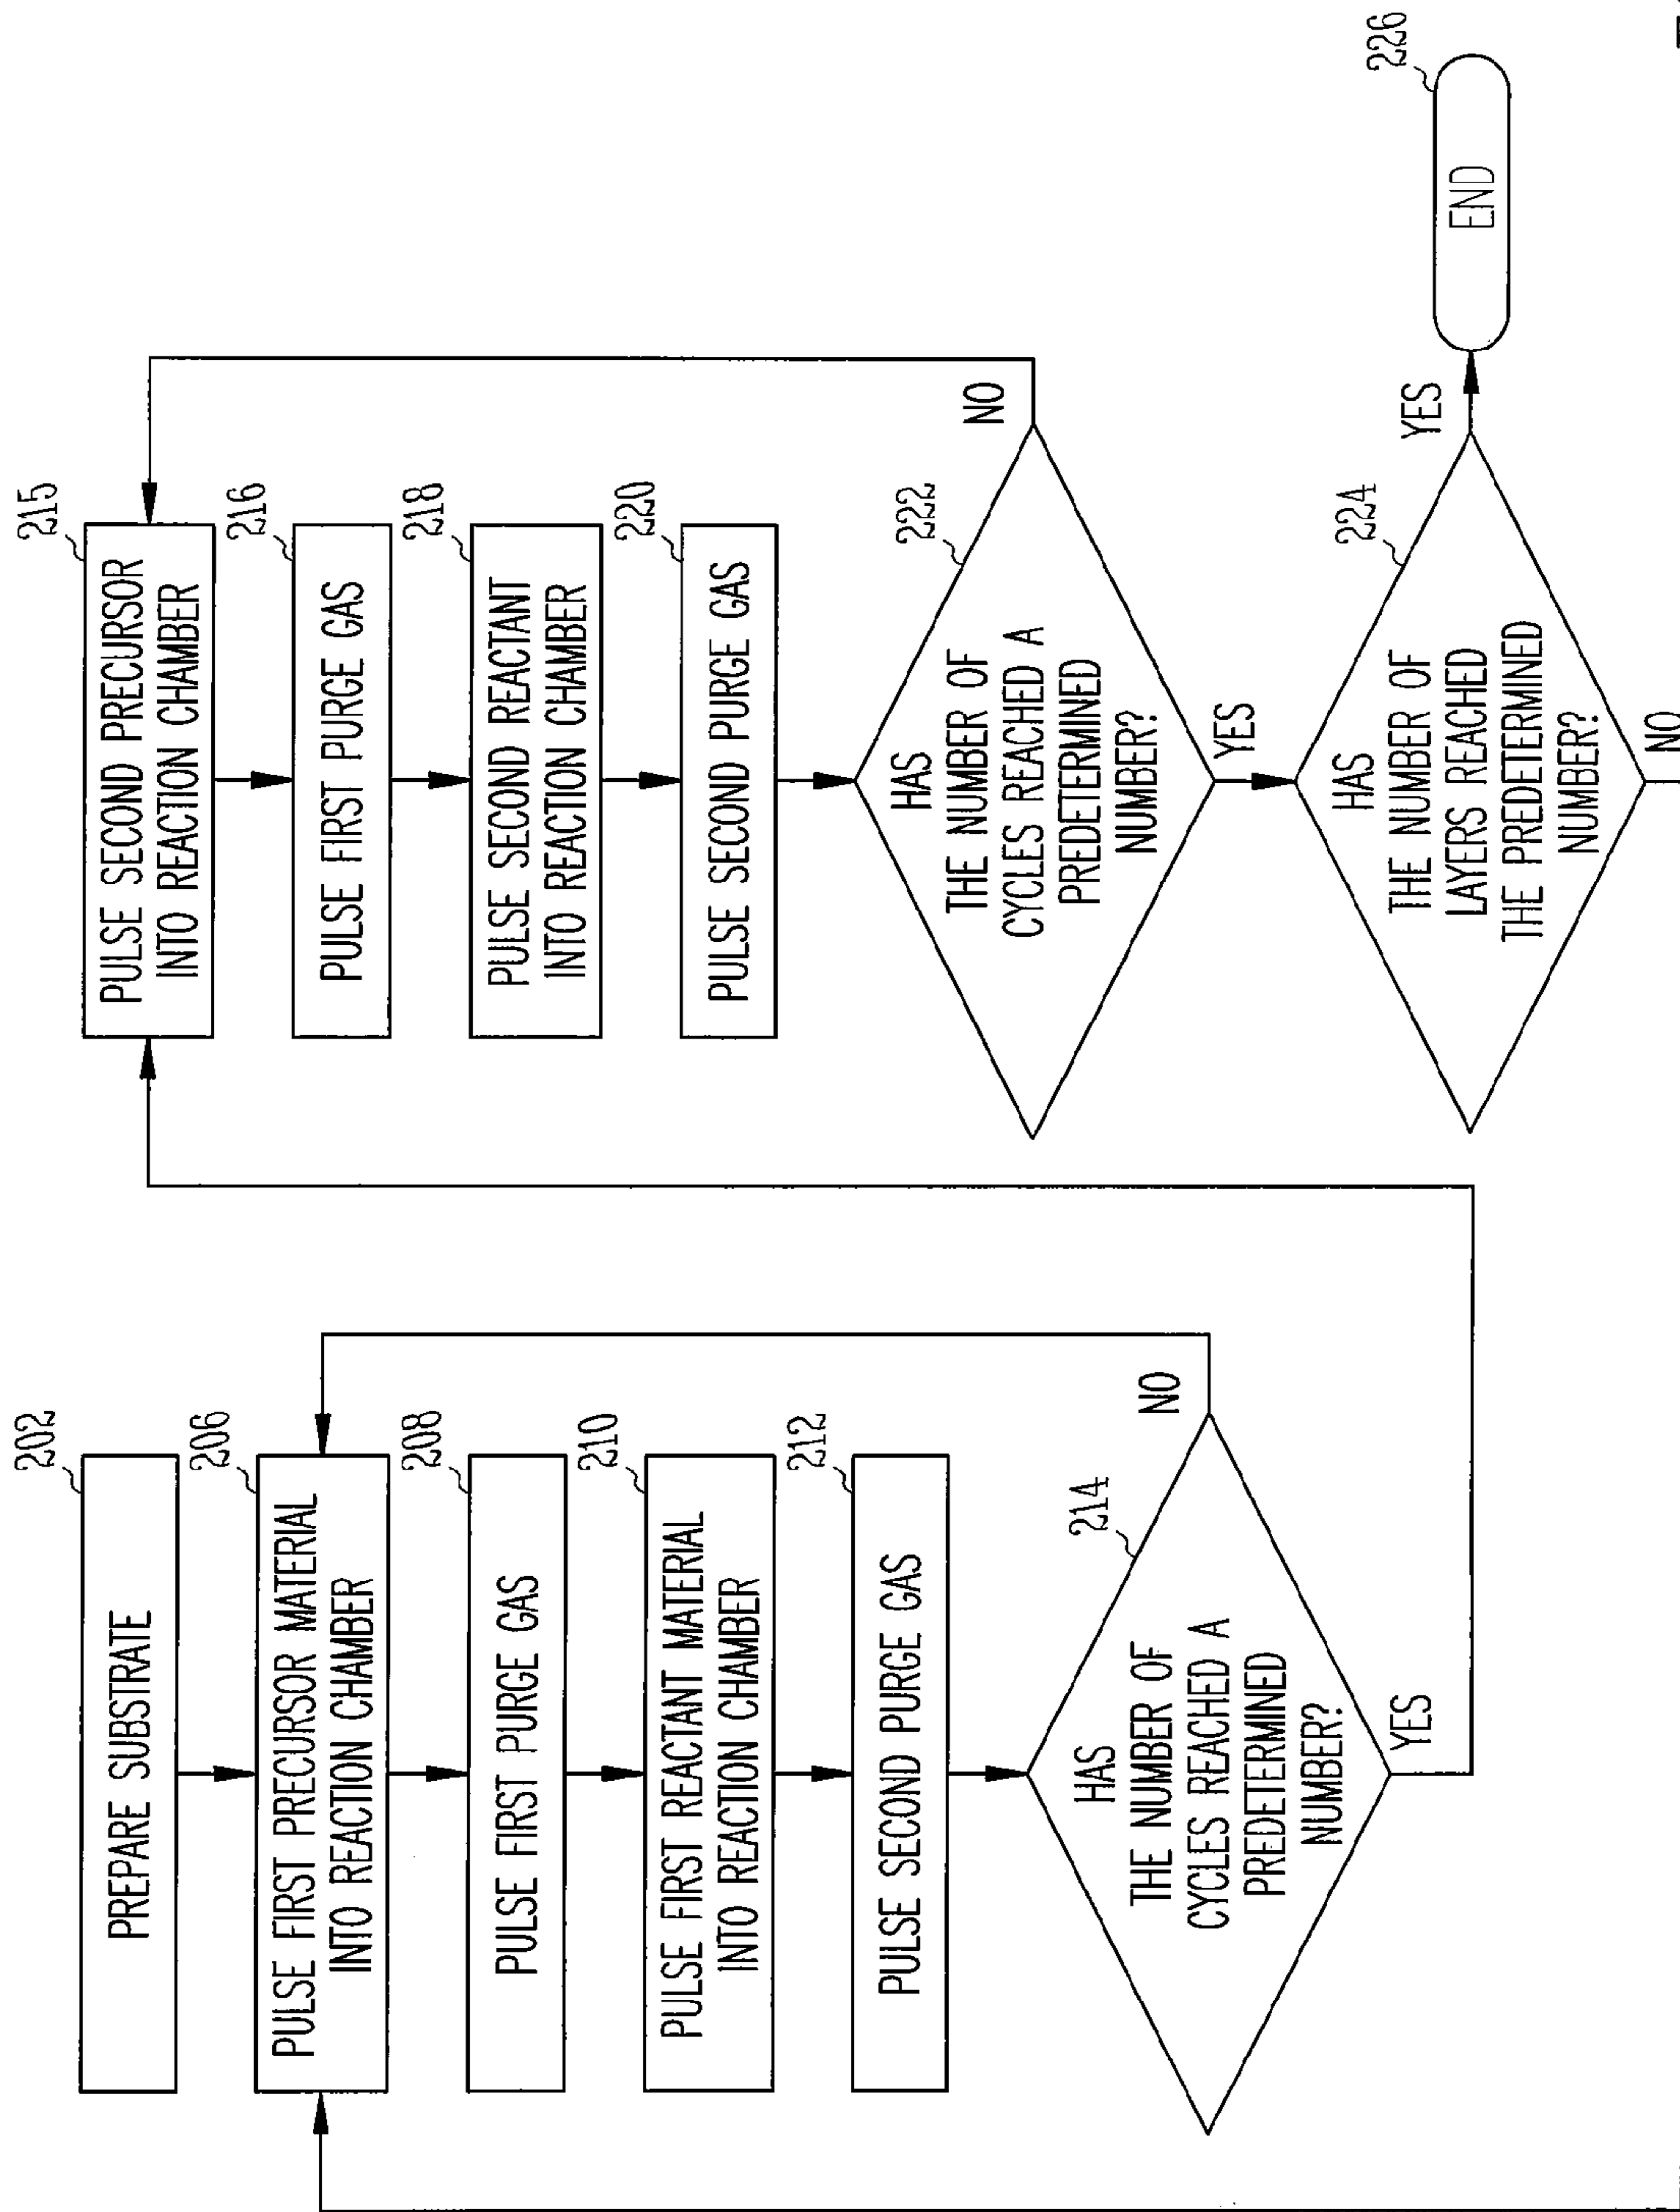 202
PREPARE SUBSTRATE
206
PULSE FIRST PRECURSOR MATERIAL
INTO REACTION CHAMBER
208
PULSE FIRST PURGE GAS
210
PULSE FIRST REACTANT MATERIAL
INTO REACTION CHAMBER
212
PULSE SECOND PURGE GAS
214
HAS
THE NUMBER OF
CYCLES REACHED A
PREDETERMINED
NUMBER?
NO
YES
215
PULSE SECOND PRECURSOR
INTO REACTION CHAMBER
216
PULSE FIRST PURGE GAS
218
PULSE SECOND REACTANT
INTO REACTION CHAMBER
220
PULSE SECOND PURGE GAS
222
HAS
THE NUMBER OF
CYCLES REACHED A
PREDETERMINED
NUMBER?
NO
YES
224
HAS
THE NUMBER OF
LAYERS REACHED
THE PREDETERMINED
NUMBER?
YES
NO
226
END